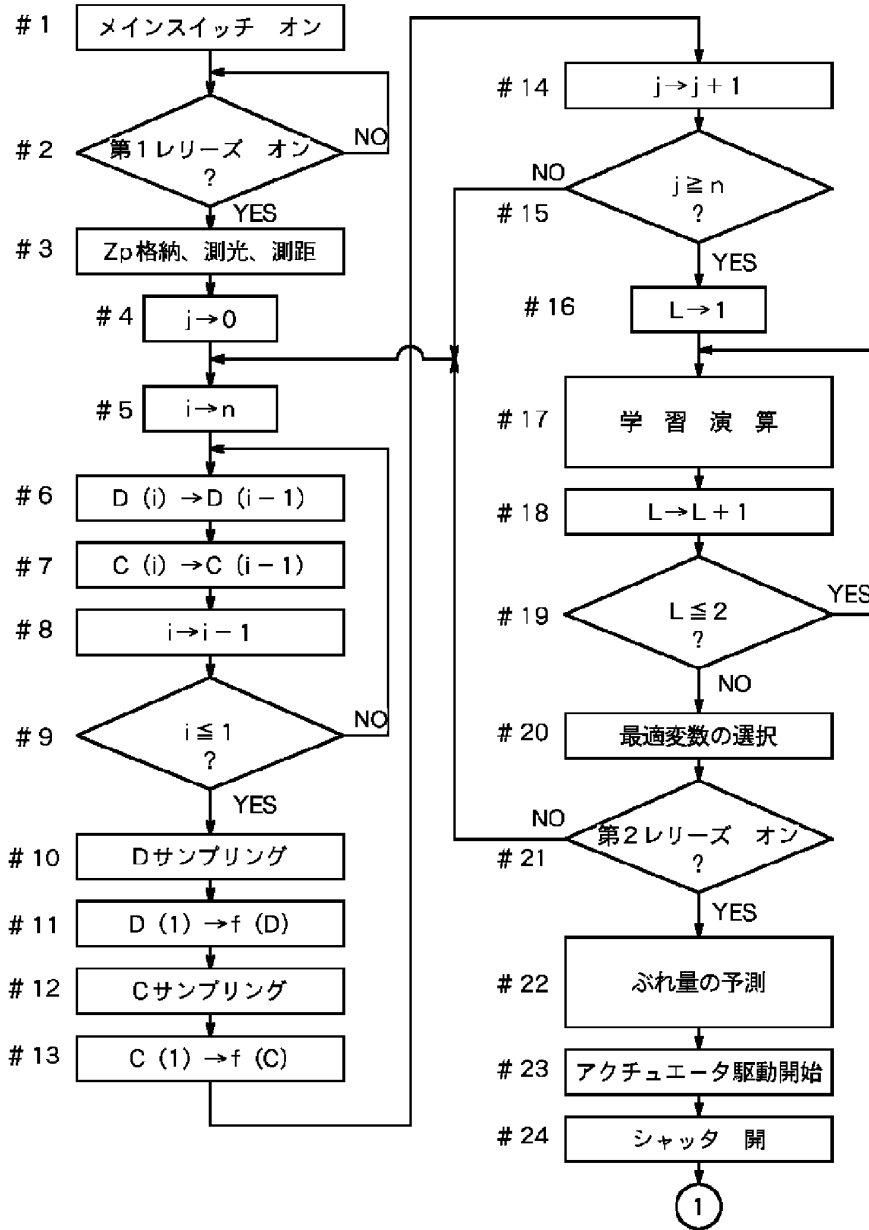 #1 メインスイッチ オン
#2 第1レリーズ オン
?
NO
YES
#3 Zp格納、測光、測距
#4 j→0
#5 i→n
#6 D(i)→D(i-1)
#7 C(i)→C(i-1)
#8 i→i-1
#9 i≦1
?
NO
YES
#10 Dサンプリング
#11 D(1)→f(D)
#12 Cサンプリング
#13 C(1)→f(C)
#14 j→j+1
NO
#15 j≧n
?
YES
#16 L→1
#17 学習演算
#18 L→L+1
#19 L≦2
?
YES
NO
#20 最適変数の選択
NO
#21 第2レリーズ オン
?
YES
#22 ぶれ量の予測
#23 アクチュエータ駆動開始
#24 シャッタ 開
1